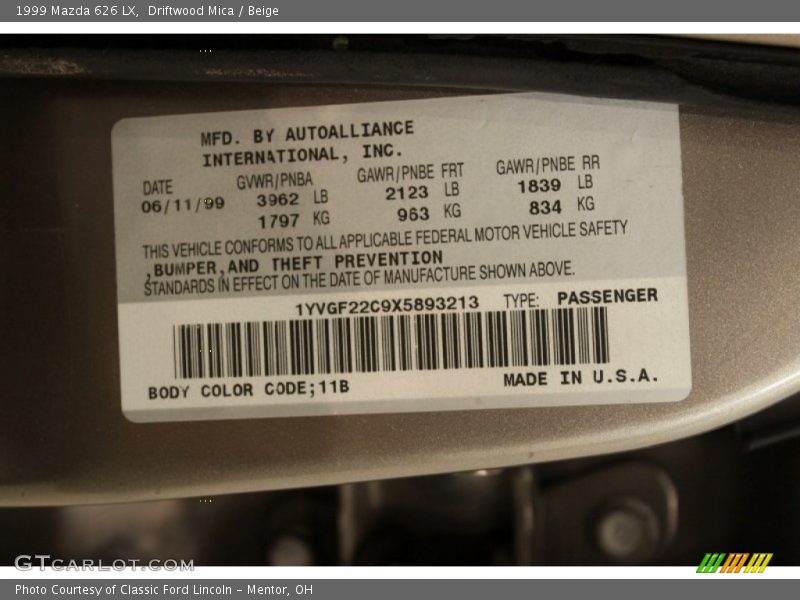 1999 Mazda 626 LX,  Driftwood Mica / Beige
MFD. BY AUTOALLIANCE
INTERNATIONAL, INC.
DATE GVWR/PNBA GAWR/PNBE FRT GAWR/PNBE RR
06/11/99 3962 LB 2123 LB 1839 LB
1797 KG 963 KG 834 KG
THIS VEHICLE CONFORMS TO ALL APPLICABLE FEDERAL MOTOR VEHICLE SAFETY
,BUMPER,AND THEFT PREVENTION
STANDARDS IN EFFECT ON THE DATE OF MANUFACTURE SHOWN ABOVE.
1YVGF22C9X5893213 TYPE: PASSENGER
BODY COLOR CODE;11B MADE IN U.S.A.
GTCARLOT.COM
Photo Courtesy of Classic Ford Lincoln - Mentor, OH